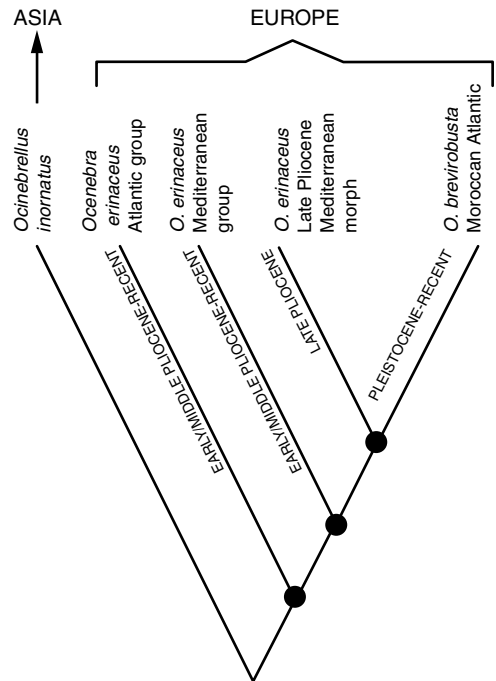 ASIA
EUROPE
Ocinebrellus
inornatus
Ocenebra
erinaceus
Atlantic group
O. erinaceus
Mediterranean
group
O. erinaceus
Late Pliocene
Mediterranean
morph
O. brevirobusta
Moroccan Atlantic
EARLY/MIDDLE PLIOCENE-RECENT
EARLY/MIDDLE PLIOCENE-RECENT
LATE PLIOCENE
PLEISTOCENE-RECENT